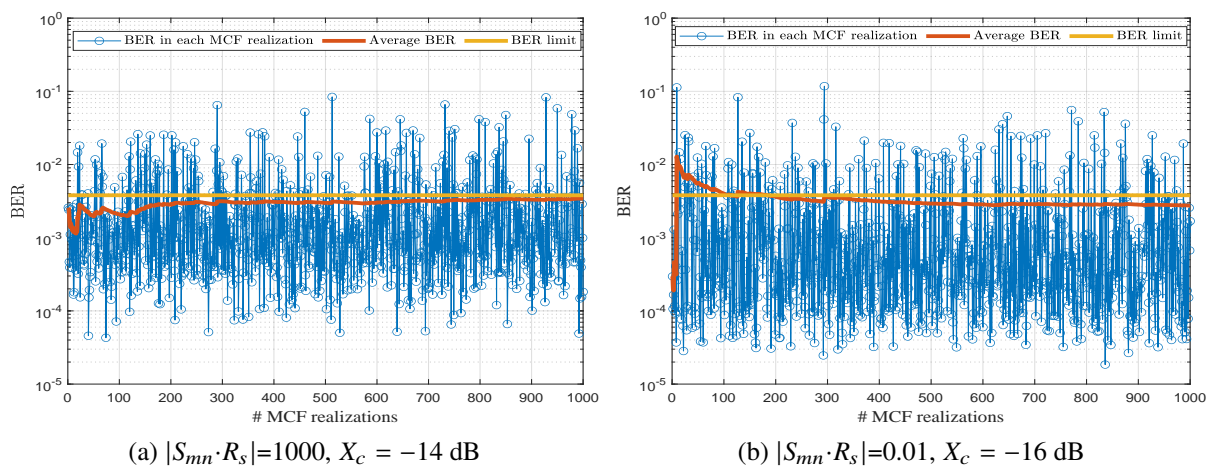 BER in each MCF realization Average BER BER limit
10^0
10^-1
10^-2
10^-3
10^-4
10^-5
BER
0 100 200 300 400 500 600 700 800 900 1000
# MCF realizations
(a) |S_{mn}·R_s|=1000, X_c = −14 dB
BER in each MCF realization Average BER BER limit
10^0
10^-1
10^-2
10^-3
10^-4
10^-5
BER
0 100 200 300 400 500 600 700 800 900 1000
# MCF realizations
(b) |S_{mn}·R_s|=0.01, X_c = −16 dB